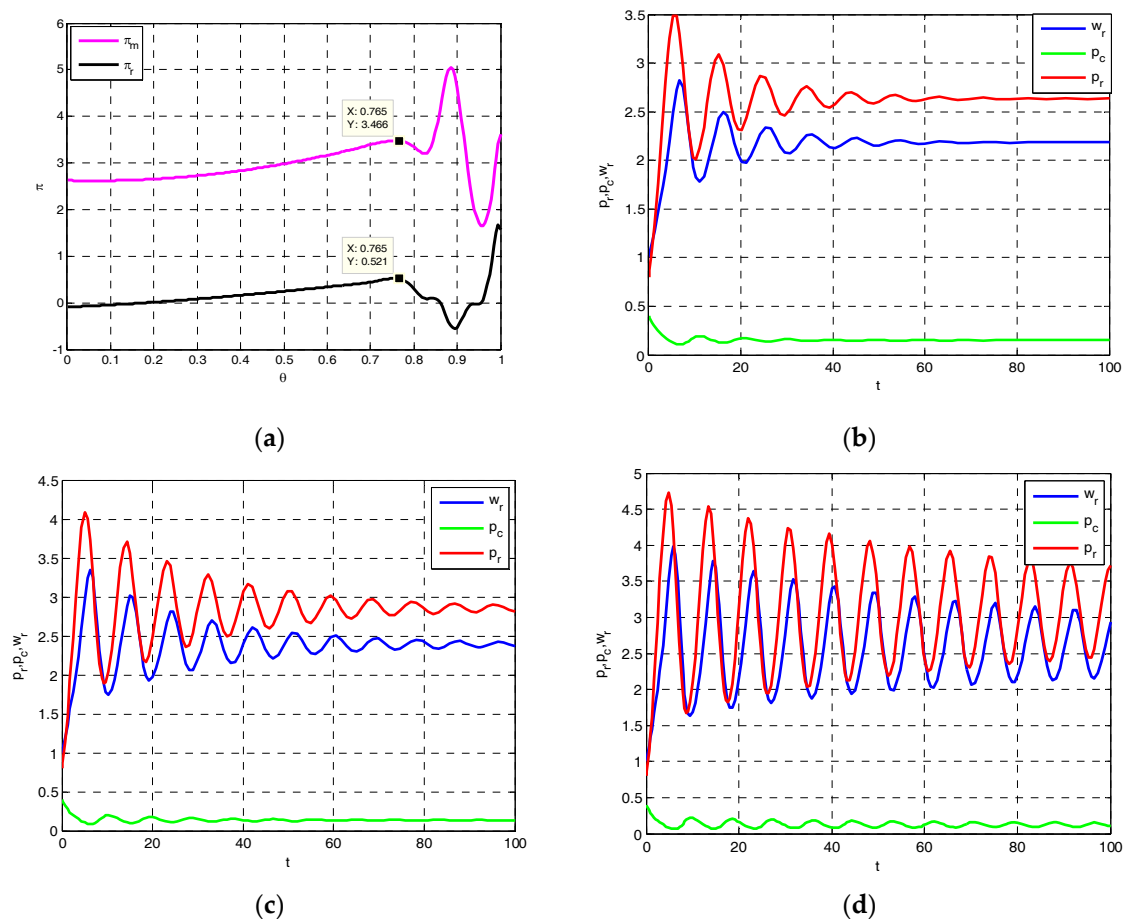 6
5
4
3
2
1
0
-1
π
π_m
π_r
X: 0.765
Y: 3.466
X: 0.765
Y: 0.521
0 0.1 0.2 0.3 0.4 0.5 0.6 0.7 0.8 0.9 1
θ
(a)
3.5
3
2.5
2
1.5
1
0.5
0
p_r,p_c,w_r
w_r
p_c
p_r
0 20 40 60 80 100
t
(b)
4.5
4
3.5
3
2.5
2
1.5
1
0.5
0
p_r,p_c,w_r
w_r
p_c
p_r
0 20 40 60 80 100
t
(c)
5
4.5
4
3.5
3
2.5
2
1.5
1
0.5
0
p_r,p_c,w_r
w_r
p_c
p_r
0 20 40 60 80 100
t
(d)